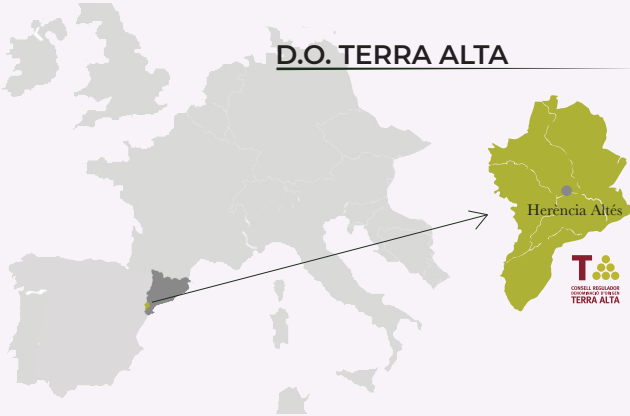 D.O. TERRA ALTA
Herència Altés
T
CONSELL REGULADOR
DENOMINACIÓ D'ORIGEN
TERRA ALTA